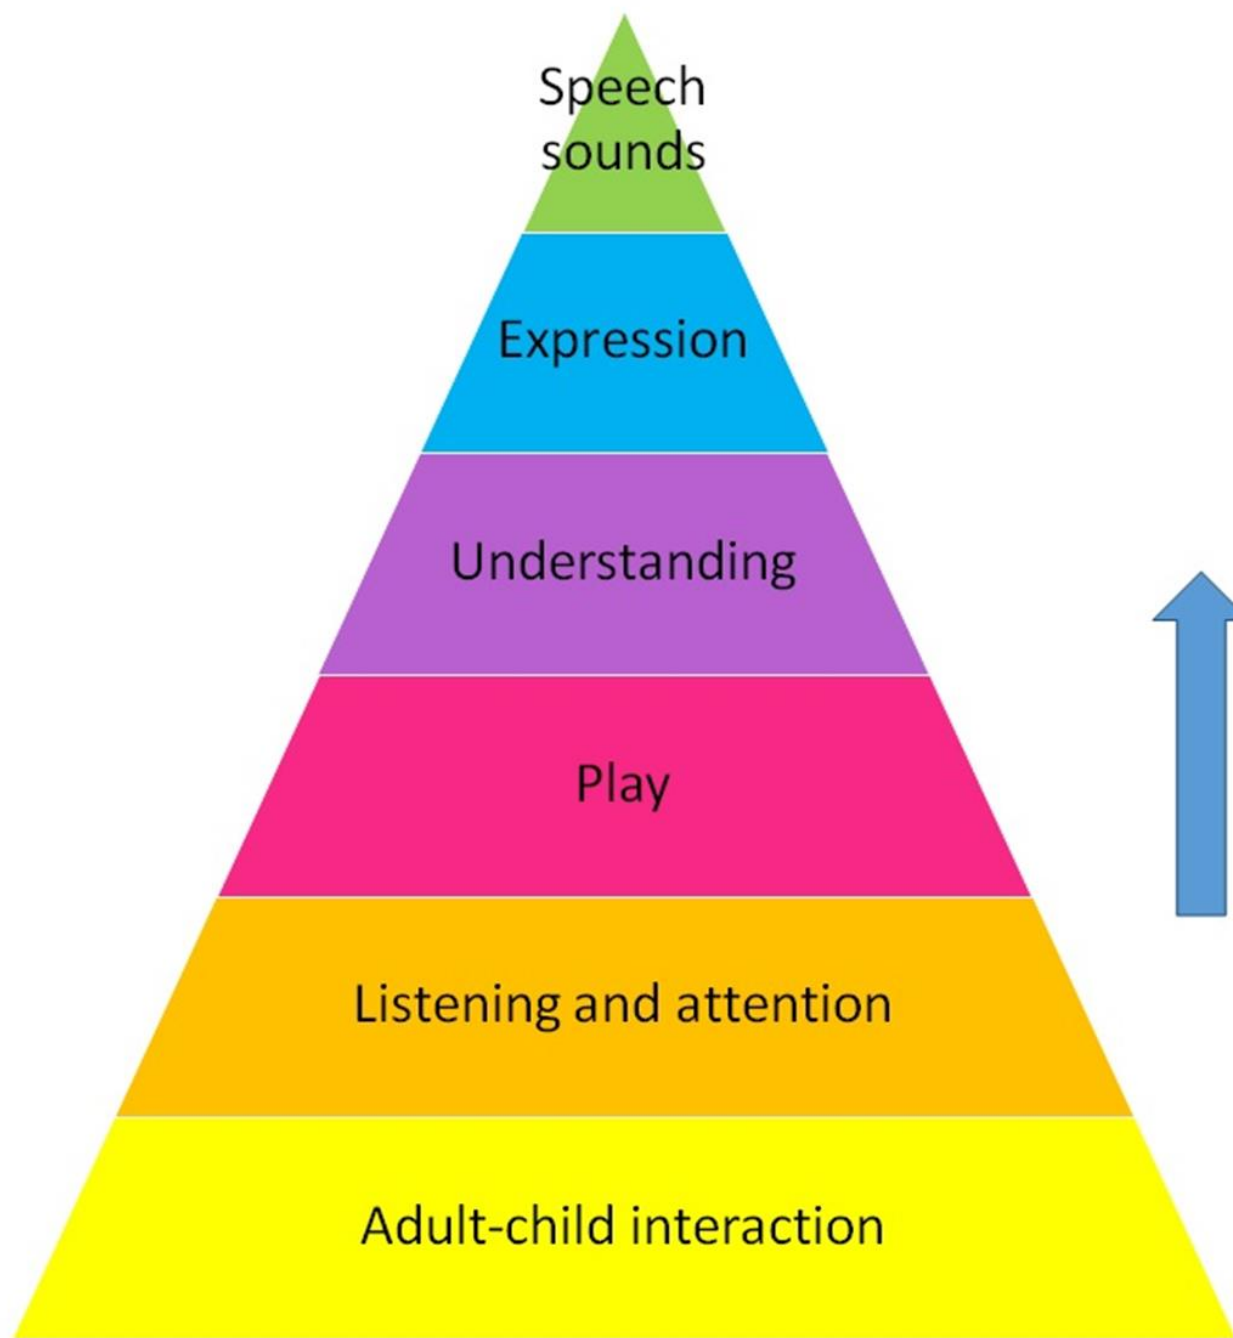 Speech
sounds
Expression
Understanding
Play
Listening and attention
Adult-child interaction